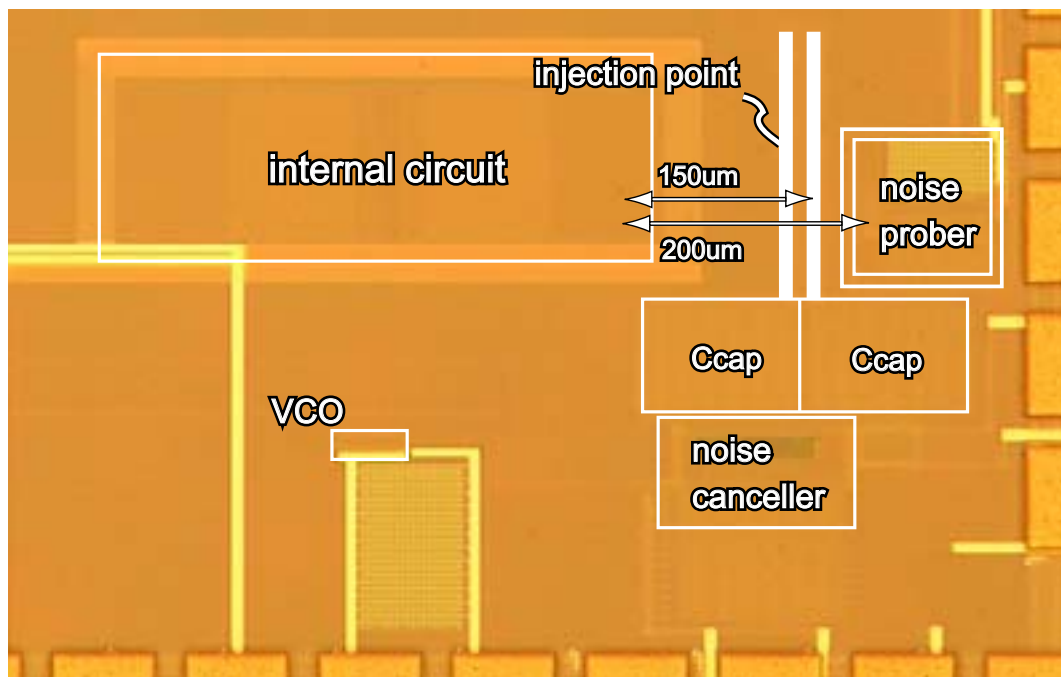 injection point
internal circuit
150um
noise
prober
200um
Ccap
Ccap
VCO
noise
canceller